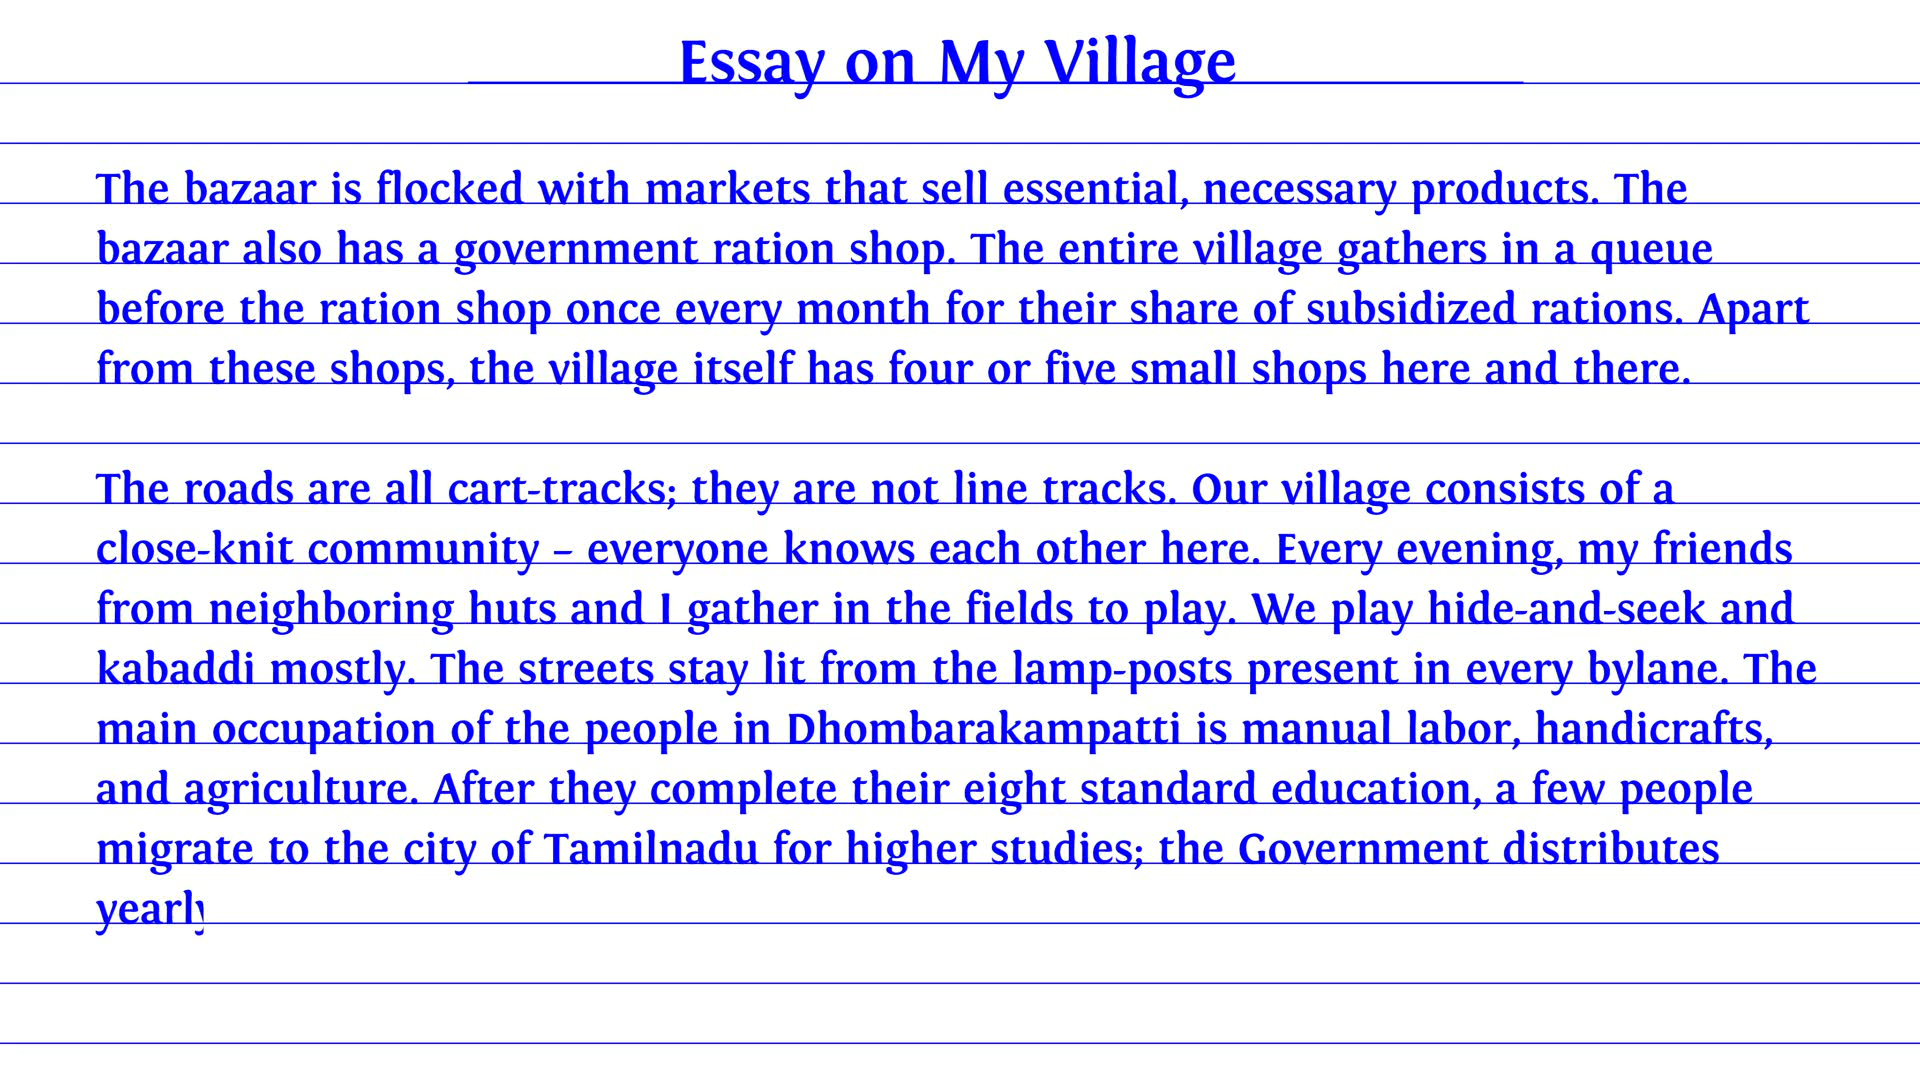 Essay on My Village
The bazaar is flocked with markets that sell essential, necessary products. The
bazaar also has a government ration shop. The entire village gathers in a queue
before the ration shop once every month for their share of subsidized rations. Apart
from these shops, the village itself has four or five small shops here and there.
The roads are all cart-tracks; they are not line tracks. Our village consists of a
close-knit community – everyone knows each other here. Every evening, my friends
from neighboring huts and I gather in the fields to play. We play hide-and-seek and
kabaddi mostly. The streets stay lit from the lamp-posts present in every bylane. The
main occupation of the people in Dhombarakampatti is manual labor, handicrafts,
and agriculture. After they complete their eight standard education, a few people
migrate to the city of Tamilnadu for higher studies; the Government distributes
yearly